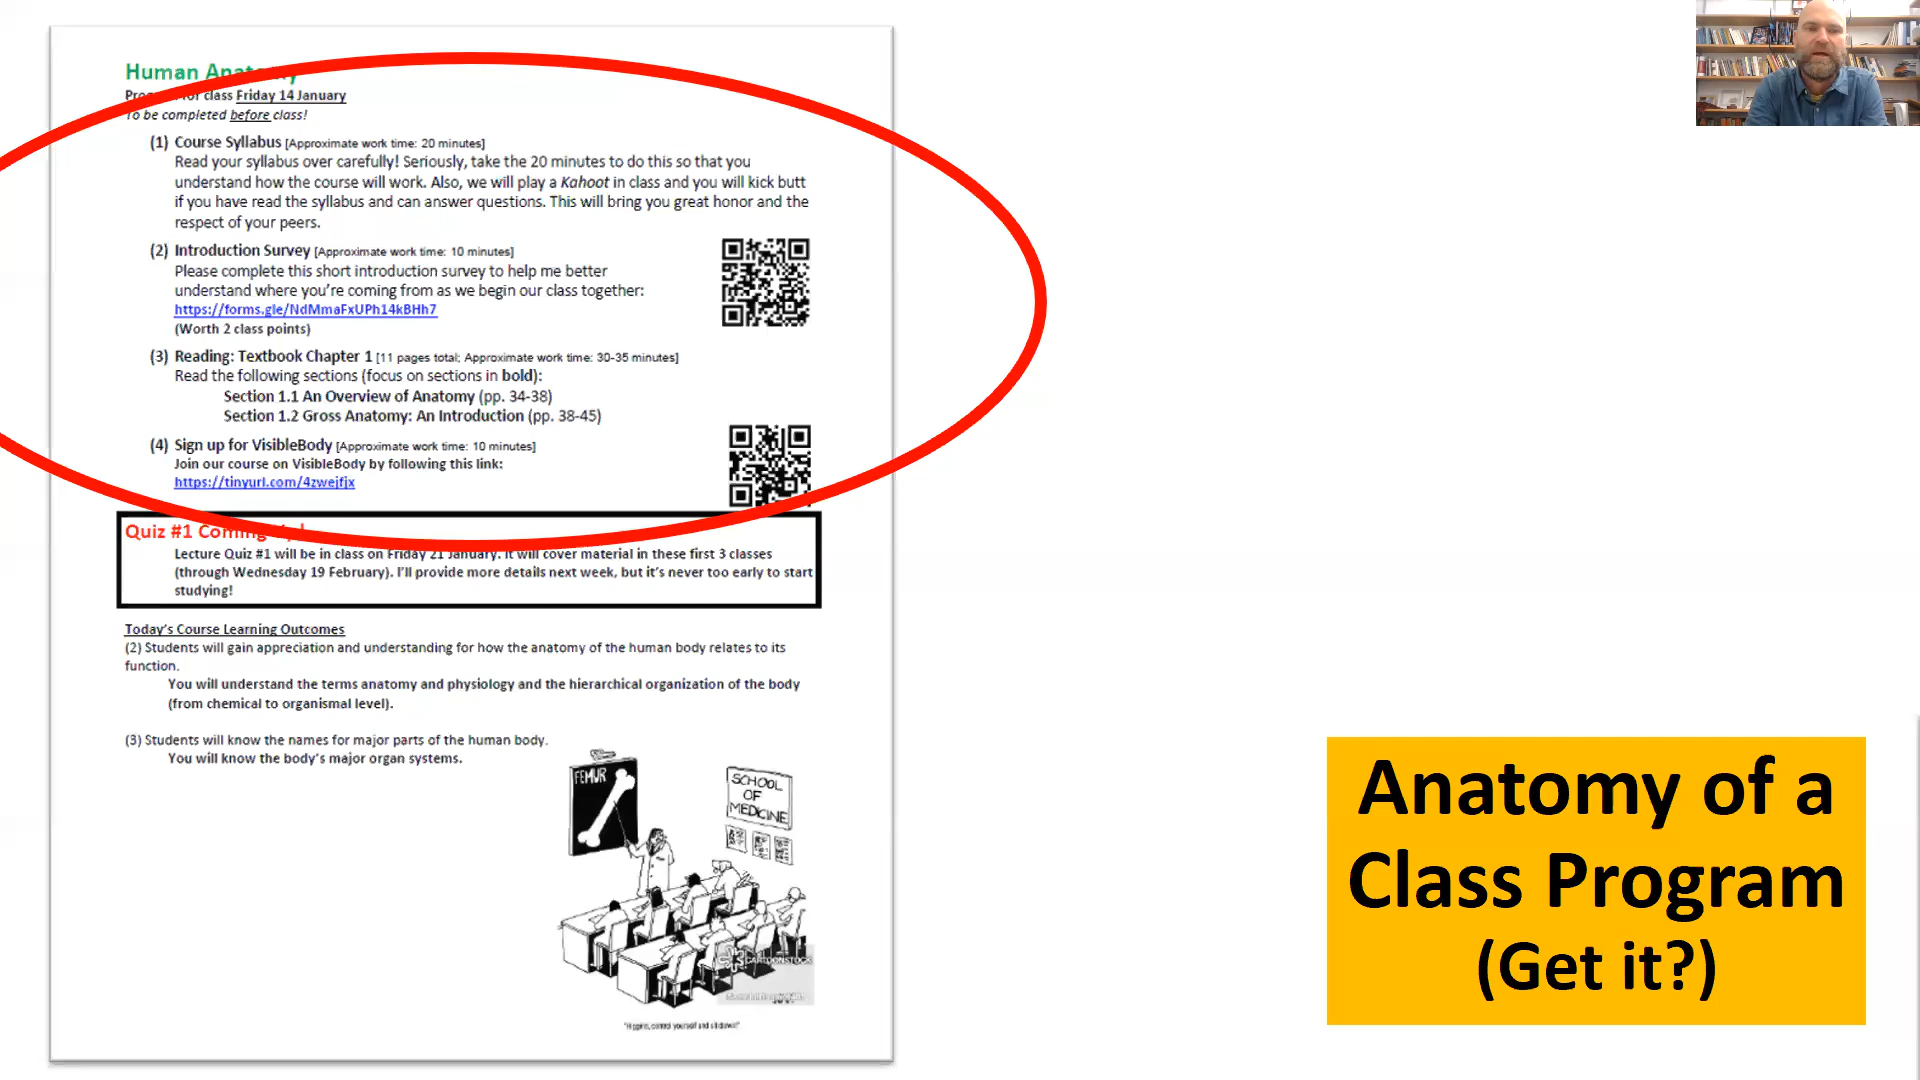 Human Anatomy
Program for class Friday 14 January
To be completed before class!
(1) Course Syllabus [Approximate work time: 20 minutes]
Read your syllabus over carefully! Seriously, take the 20 minutes to do this so that you
understand how the course will work. Also, we will play a Kahoot in class and you will kick butt
if you have read the syllabus and can answer questions. This will bring you great honor and the
respect of your peers.
(2) Introduction Survey [Approximate work time: 10 minutes]
Please complete this short introduction survey to help me better
understand where you're coming from as we begin our class together:
https://forms.gle/NdMmaFxUPh14kBHh7
(Worth 2 class points)
(3) Reading: Textbook Chapter 1 [11 pages total; Approximate work time: 30-35 minutes]
Read the following sections (focus on sections in bold):
Section 1.1 An Overview of Anatomy (pp. 34-38)
Section 1.2 Gross Anatomy: An Introduction (pp. 38-45)
(4) Sign up for VisibleBody [Approximate work time: 10 minutes]
Join our course on VisibleBody by following this link:
https://tinyurl.com/4zwejfjx
Quiz #1 Coming Up!
Lecture Quiz #1 will be in class on Friday 21 January. It will cover material in these first 3 classes
(through Wednesday 19 February). I'll provide more details next week, but it's never too early to start
studying!
Today's Course Learning Outcomes
(2) Students will gain appreciation and understanding for how the anatomy of the human body relates to its
function.
You will understand the terms anatomy and physiology and the hierarchical organization of the body
(from chemical to organismal level).
(3) Students will know the names for major parts of the human body.
You will know the body's major organ systems.
FEMUR
SCHOOL
OF
MEDICINE
CARTOONSTOCK
"Higgins, control yourself and sit down!"
Anatomy of a
Class Program
(Get it?)